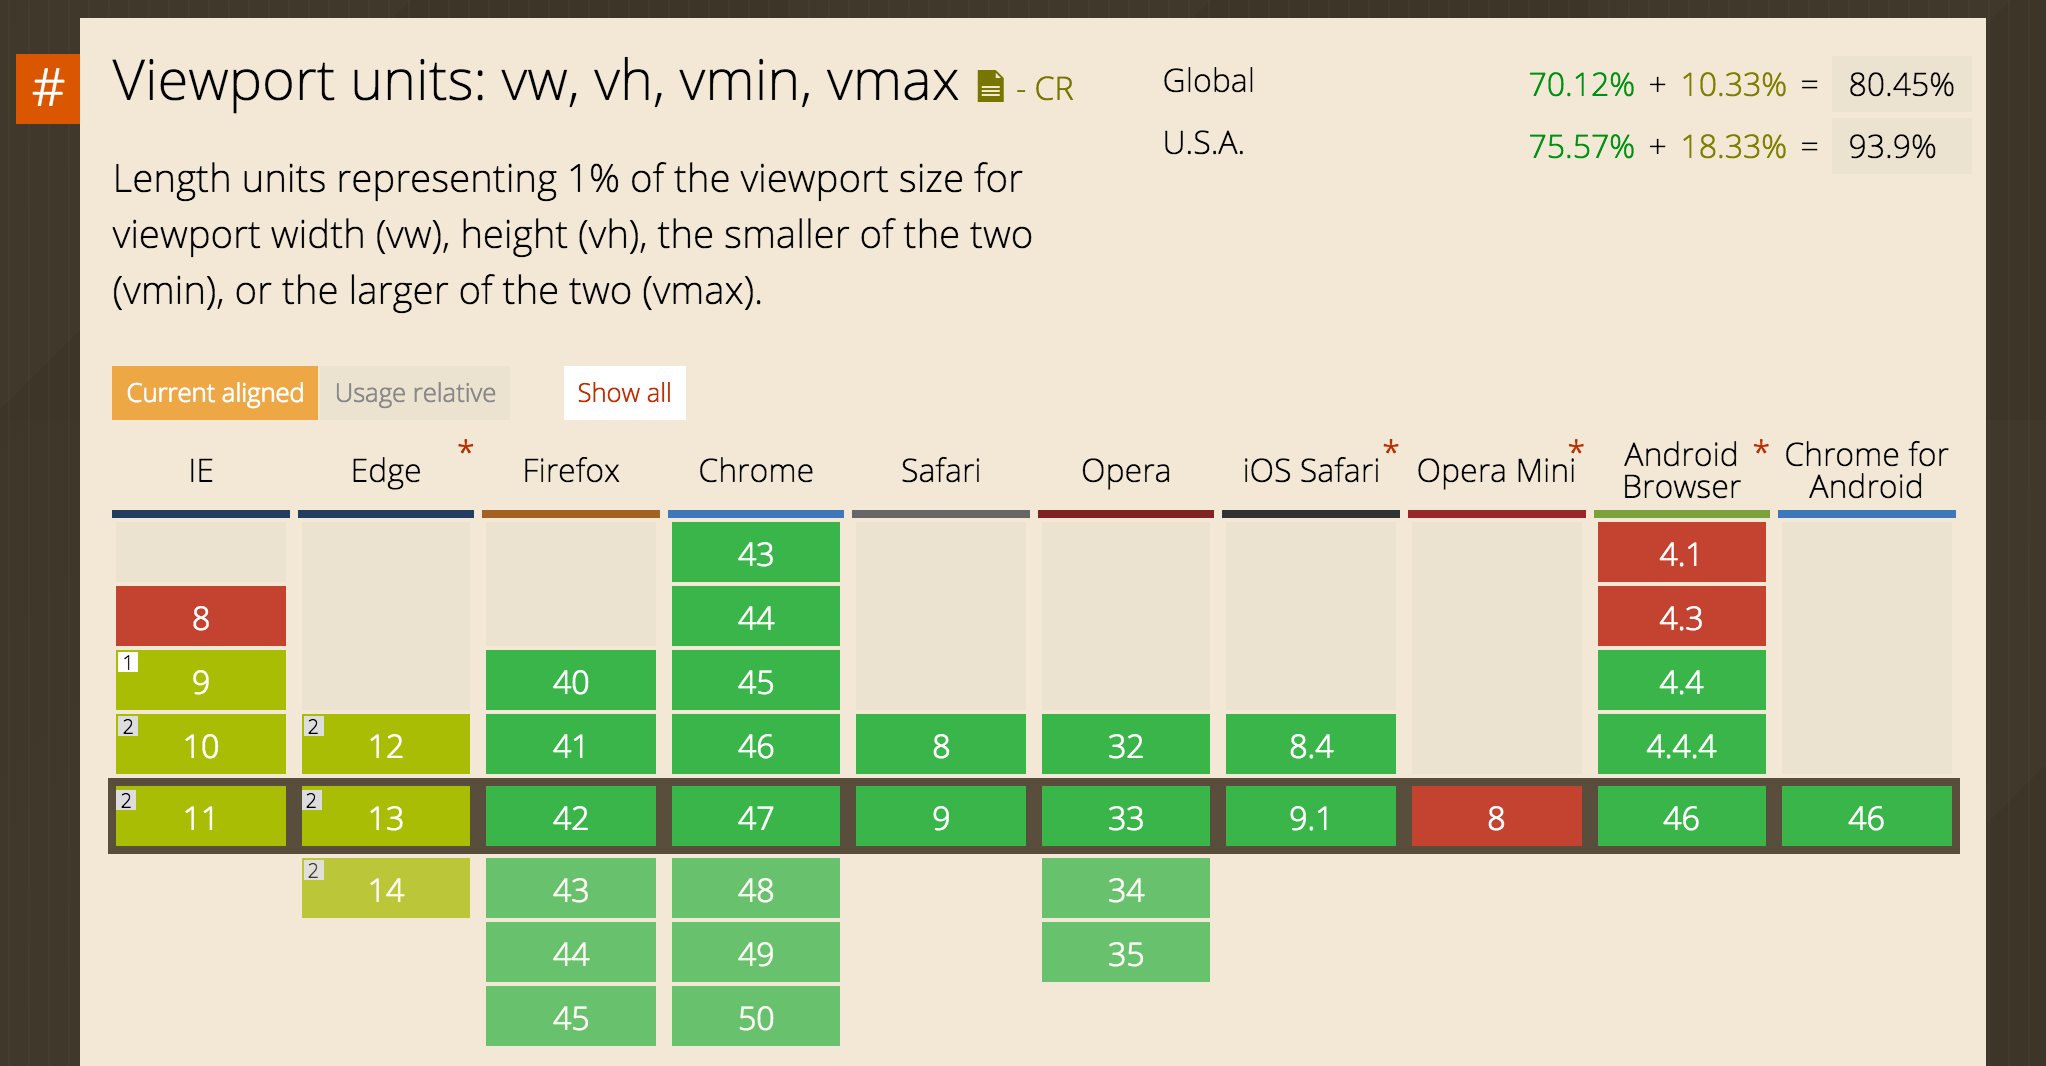 #
Viewport units: vw, vh, vmin, vmax - CR
Global 70.12% + 10.33% = 80.45%
U.S.A. 75.57% + 18.33% = 93.9%
Length units representing 1% of the viewport size for
viewport width (vw), height (vh), the smaller of the two
(vmin), or the larger of the two (vmax).
Current aligned Usage relative Show all
IE Edge * Firefox Chrome Safari Opera iOS Safari * Opera Mini * Android Browser * Chrome for Android
43 4.1
8 44 4.3
1 9 40 45 4.4
2 10 2 12 41 46 8 32 8.4 4.4.4
2 11 2 13 42 47 9 33 9.1 8 46 46
2 14 43 48 34
44 49 35
45 50